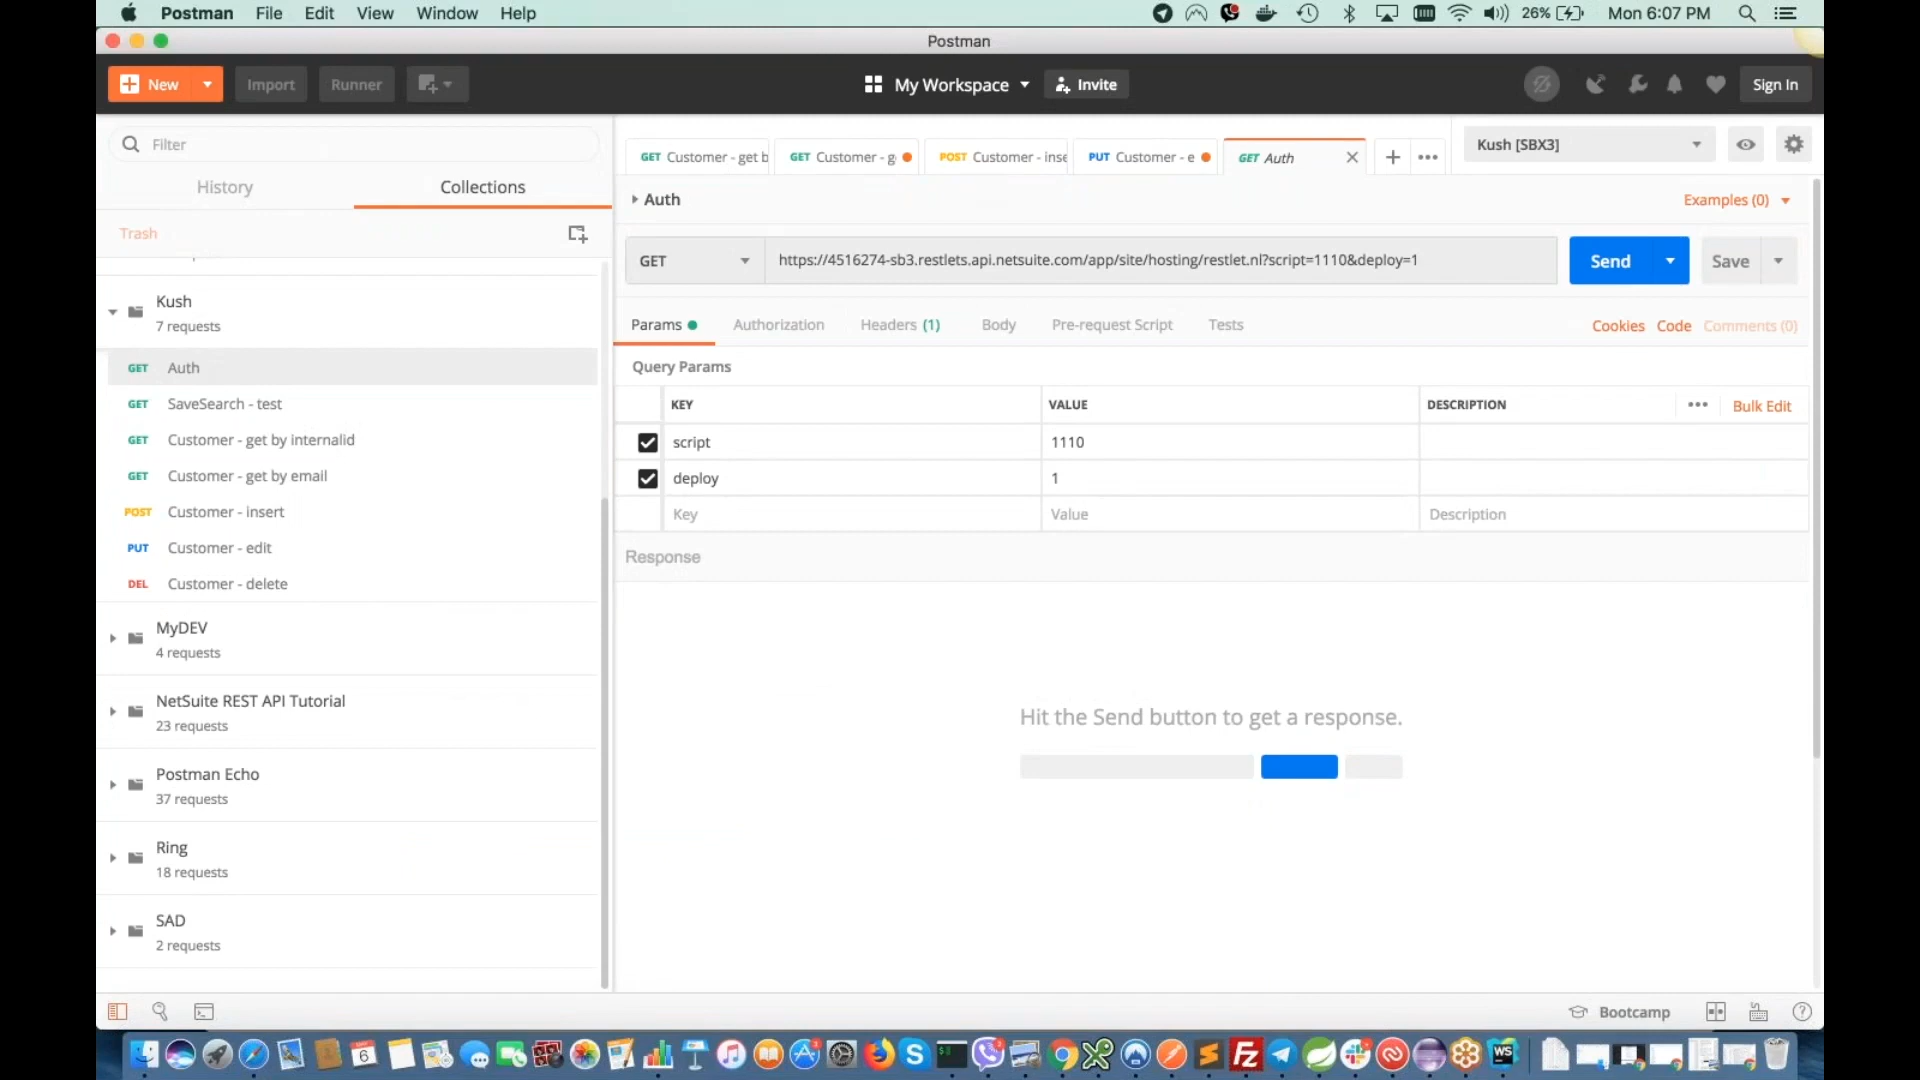 Postman File Edit View Window Help
26% Mon 6:07 PM
Postman
New Import Runner My Workspace Invite Sign In
Filter
History Collections
Trash
Kush
7 requests
GET Auth
GET SaveSearch - test
GET Customer - get by internalid
GET Customer - get by email
POST Customer - insert
PUT Customer - edit
DEL Customer - delete
MyDEV
4 requests
NetSuite REST API Tutorial
23 requests
Postman Echo
37 requests
Ring
18 requests
SAD
2 requests
GET Customer - get b GET Customer - g POST Customer - inse PUT Customer - e GET Auth
Kush [SBX3]
Auth
Examples (0)
GET https://4516274-sb3.restlets.api.netsuite.com/app/site/hosting/restlet.nl?script=1110&deploy=1 Send Save
Params Authorization Headers (1) Body Pre-request Script Tests Cookies Code Comments (0)
Query Params
KEY VALUE DESCRIPTION Bulk Edit
script 1110
deploy 1
Key Value Description
Response
Hit the Send button to get a response.
Bootcamp
6
WS